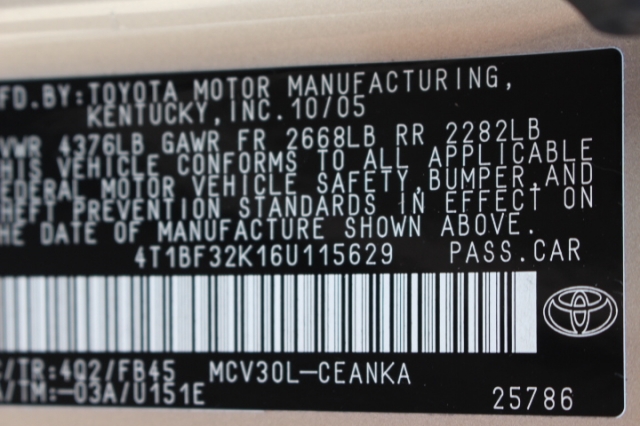 FD.BY:TOYOTA MOTOR MANUFACTURING,
KENTUCKY,INC.10/05
VWR 4376LB GAWR FR 2668LB RR 2282LB
HIS VEHICLE CONFORMS TO ALL APPLICABLE
EDERAL MOTOR VEHICLE SAFETY,BUMPER,AND
HEFT PREVENTION STANDARDS IN EFFECT ON
HE DATE OF MANUFACTURE SHOWN ABOVE.
4T1BF32K16U115629 PASS.CAR
C/TR:4Q2/FB45 MCV30L-CEANKA
A/TM:-03A/U151E
25786